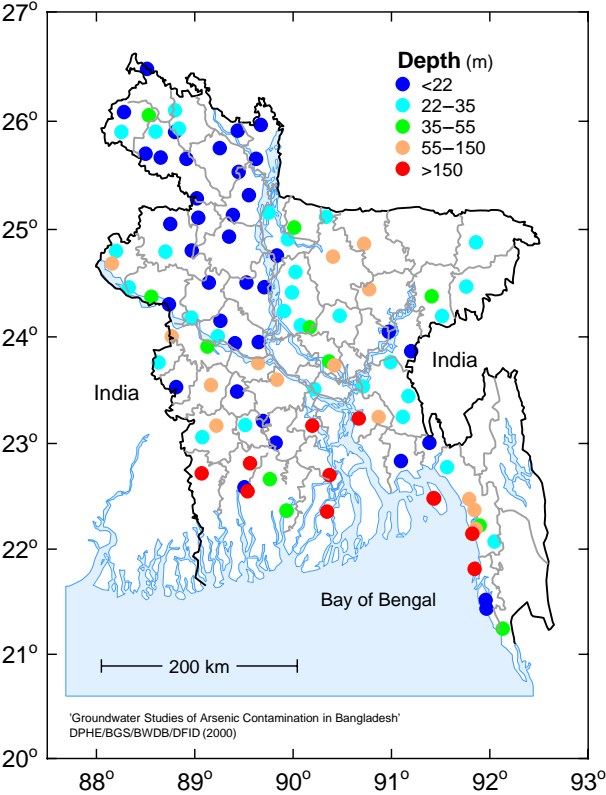 27°
Depth (m)
<22
22–35
26°
35–55
55–150
>150
25°
24°
India
India
23°
22°
Bay of Bengal
21°
200 km
'Groundwater Studies of Arsenic Contamination in Bangladesh'
DPHE/BGS/BWDB/DFID (2000)
20°
88° 89° 90° 91° 92° 93°